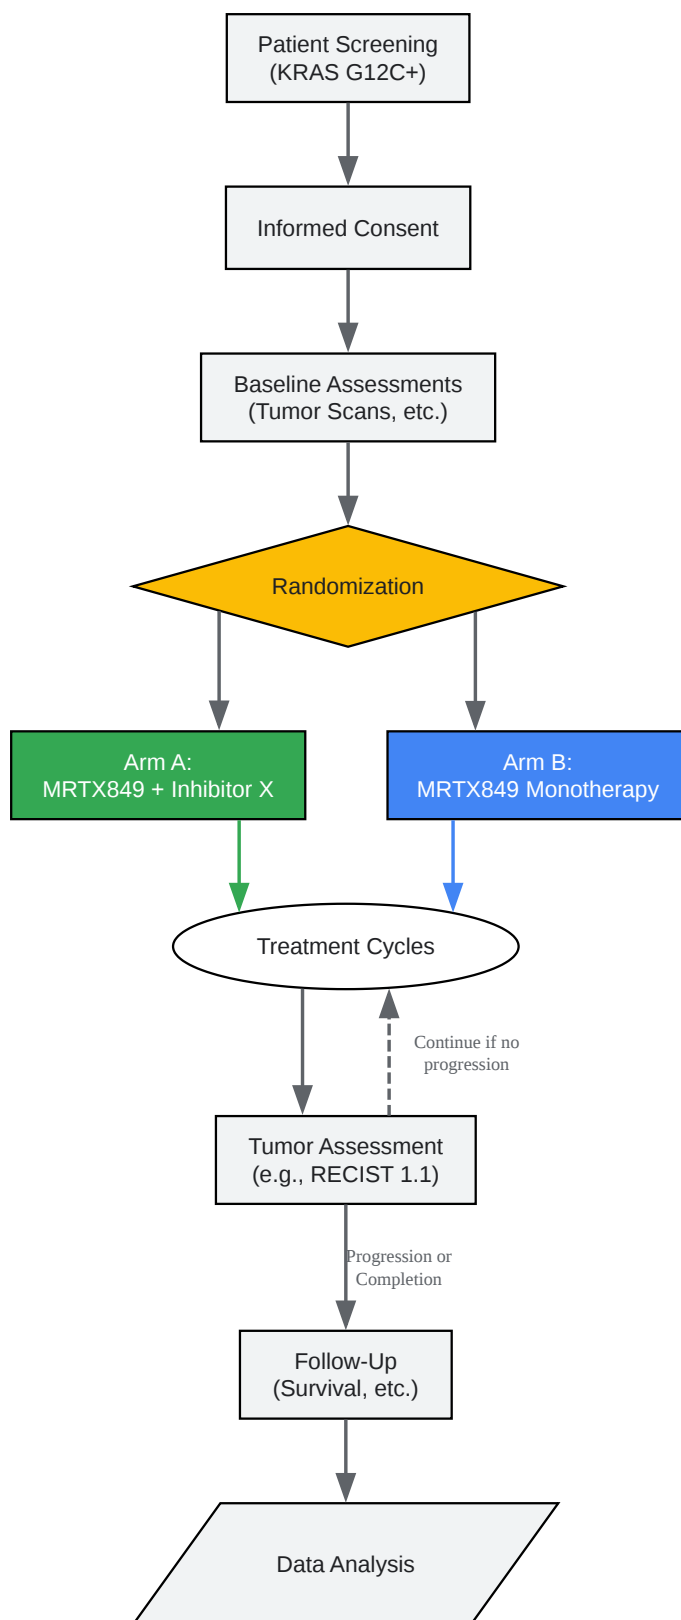 Patient Screening
(KRAS G12C+)
Informed Consent
Baseline Assessments
(Tumor Scans, etc.)
Randomization
Arm A:
MRTX849 + Inhibitor X
Arm B:
MRTX849 Monotherapy
Treatment Cycles
Continue if no
progression
Tumor Assessment
(e.g., RECIST 1.1)
Progression or
Completion
Follow-Up
(Survival, etc.)
Data Analysis